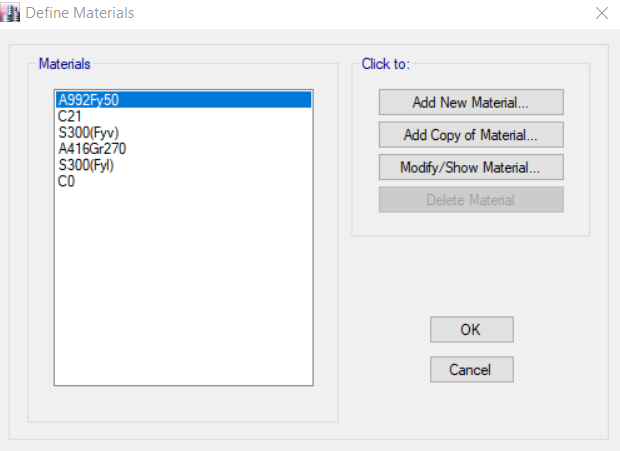 Define Materials
Materials
A992Fy50
C21
S300(Fyv)
A416Gr270
S300(Fyl)
C0
Click to:
Add New Material...
Add Copy of Material...
Modify/Show Material...
Delete Material
OK
Cancel